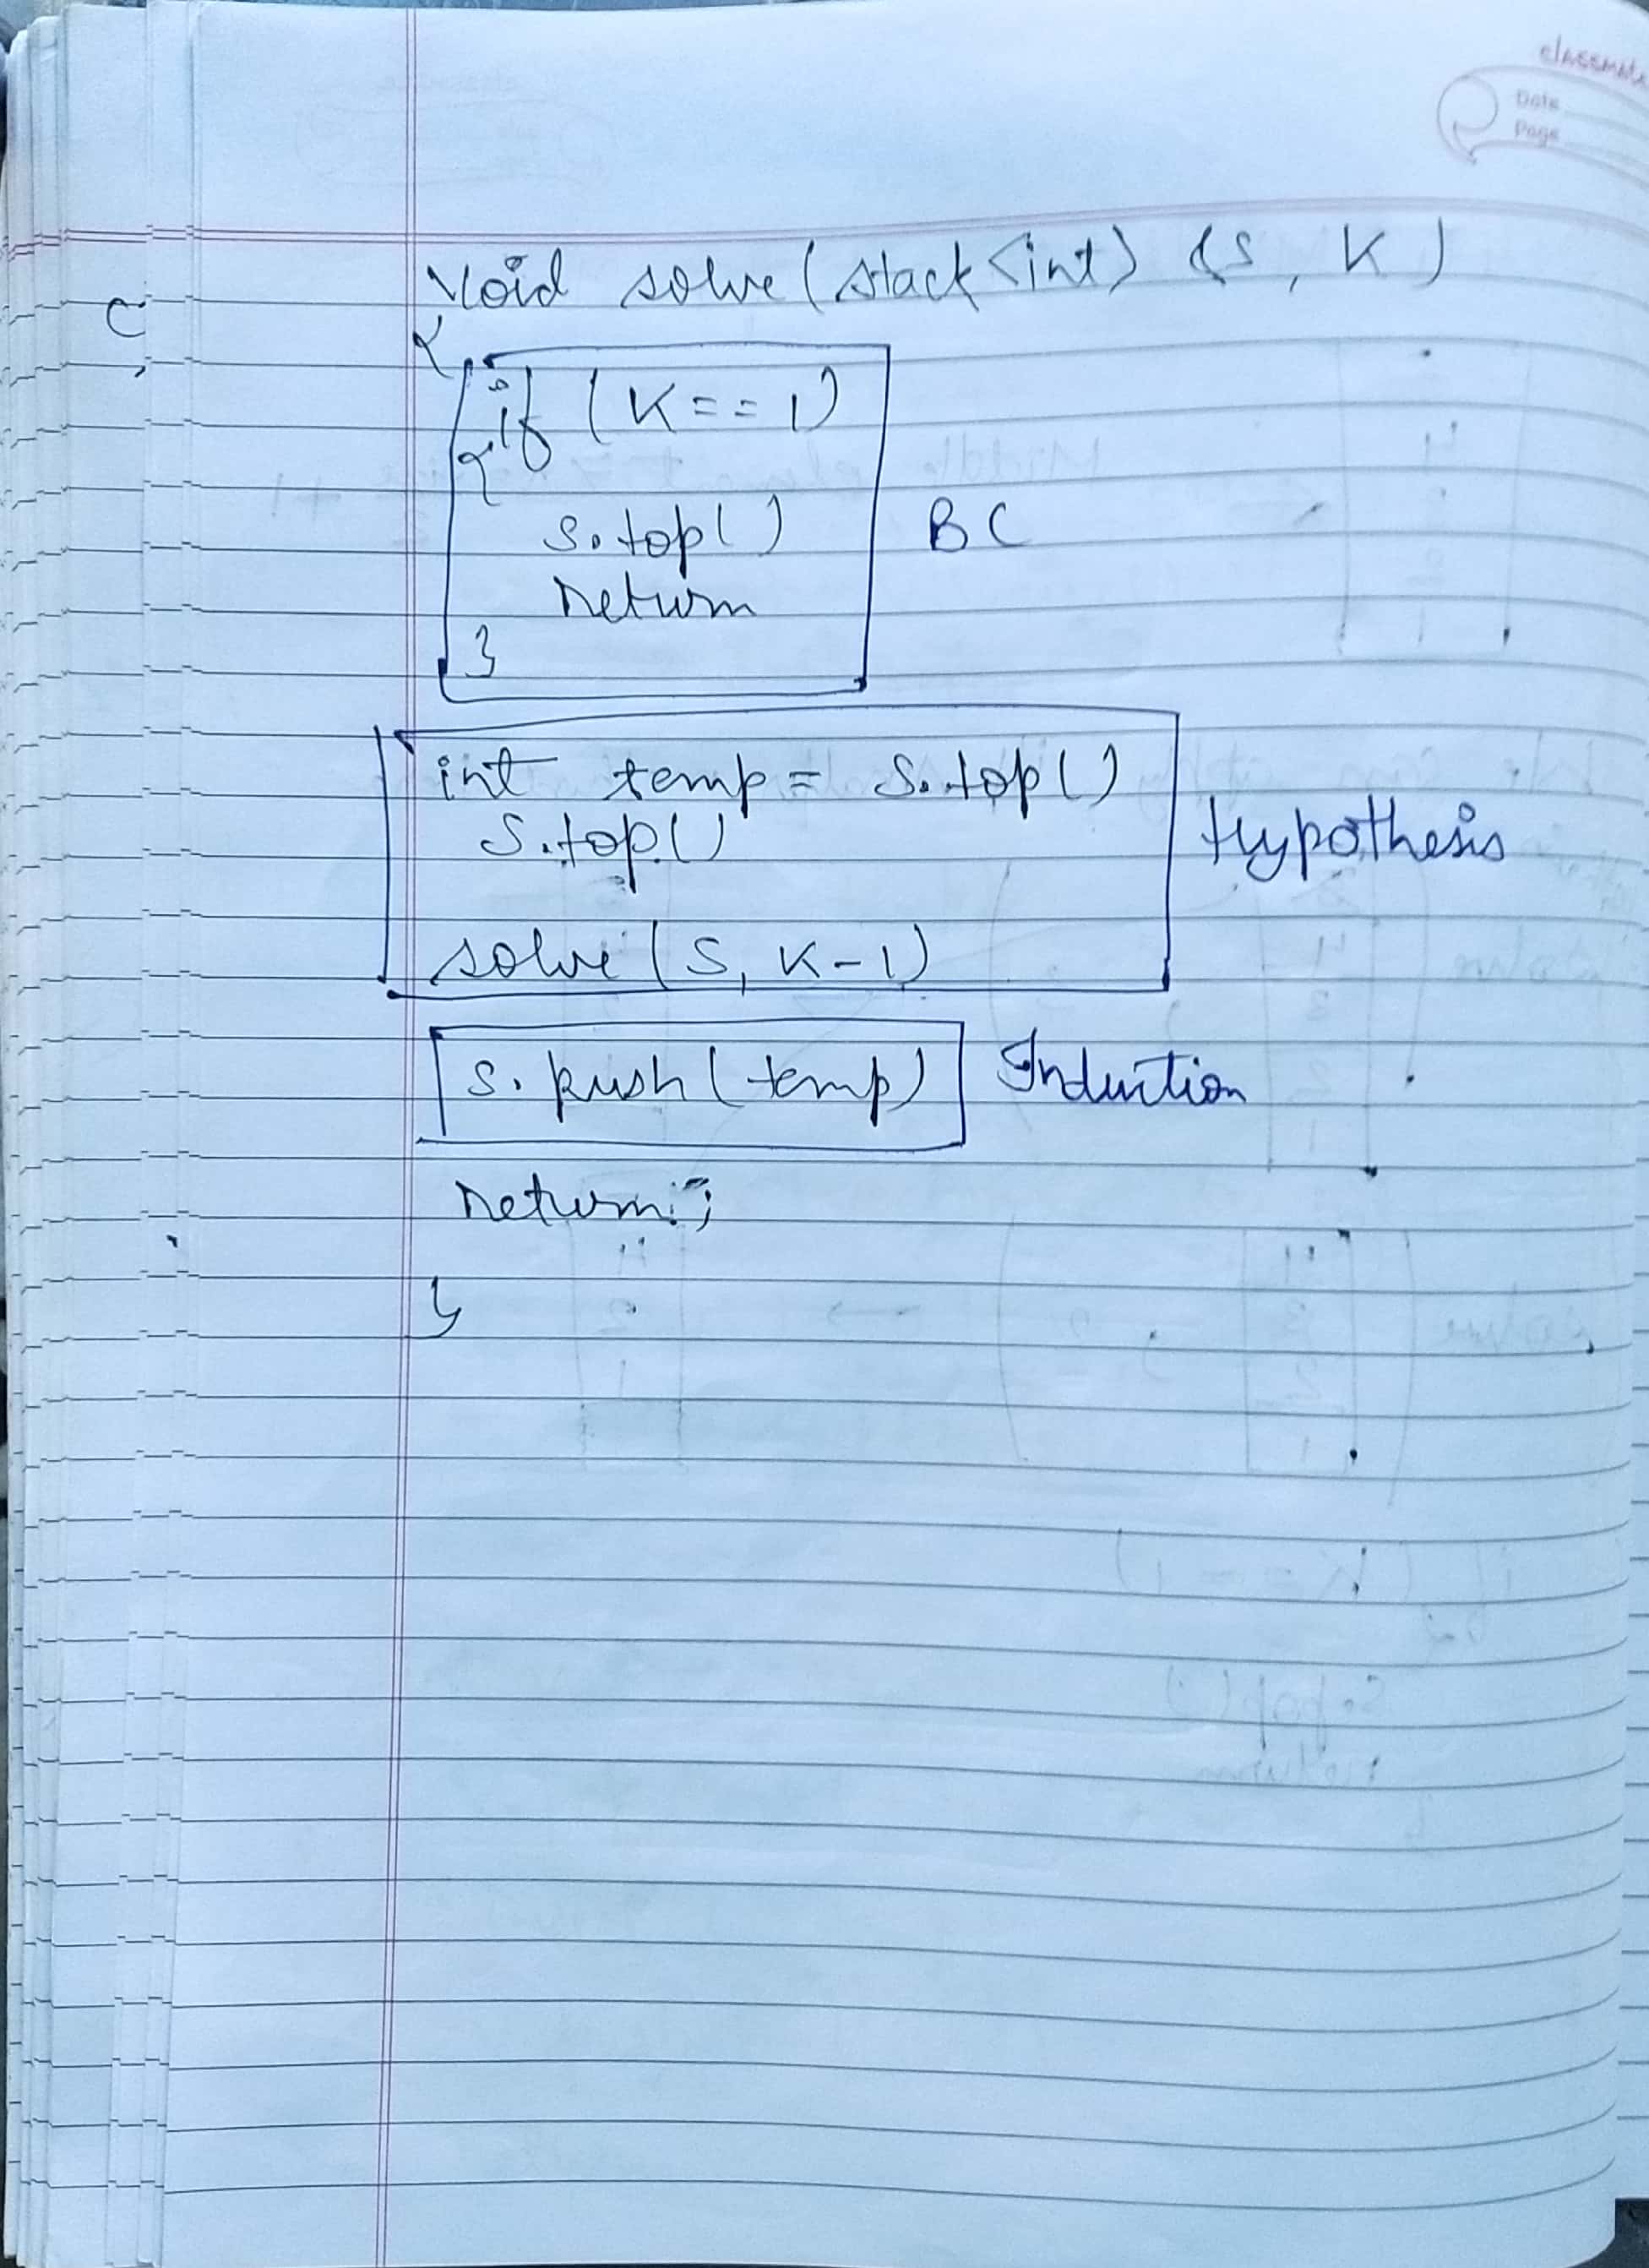 classmate
Date
Page
void solve (stack <int> &s, K)
{
if (K == 1)
{
s.top()
return
}
BC
int temp = s.top()
s.top()
solve (s, K-1)
Hypothesis
s.push(temp)
Induction
return;
}